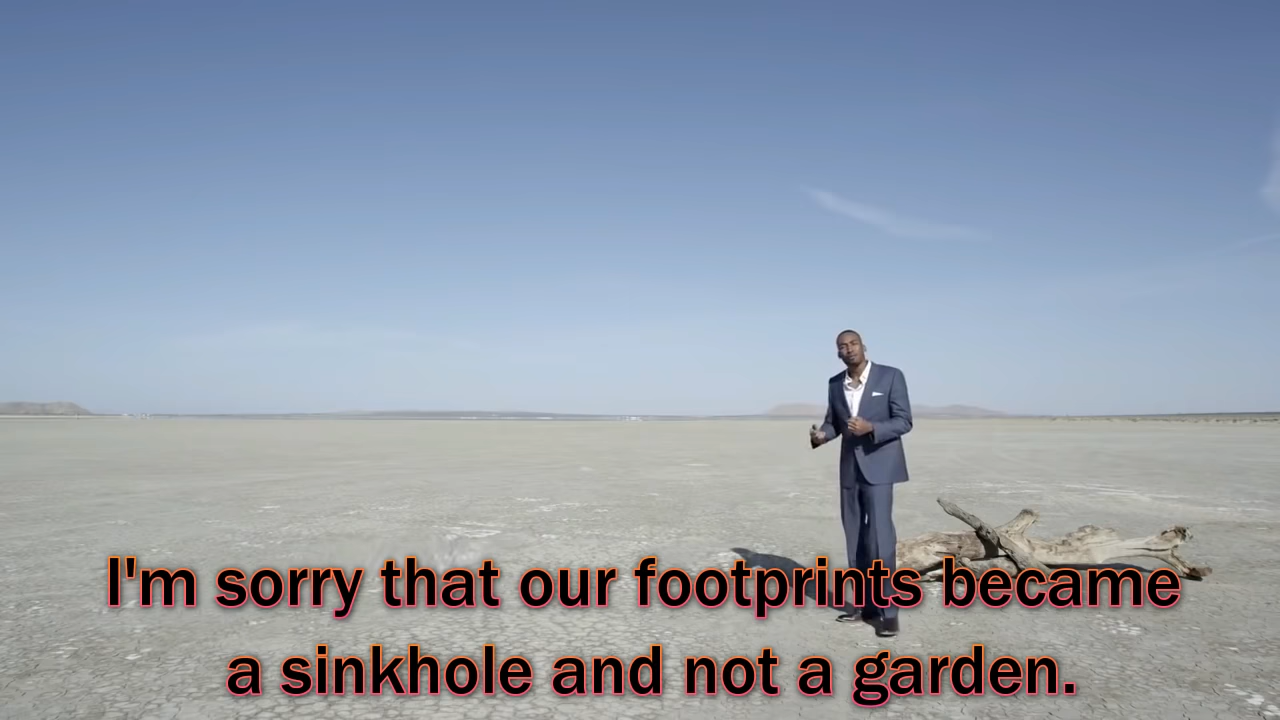 I'm sorry that our footprints became
a sinkhole and not a garden.